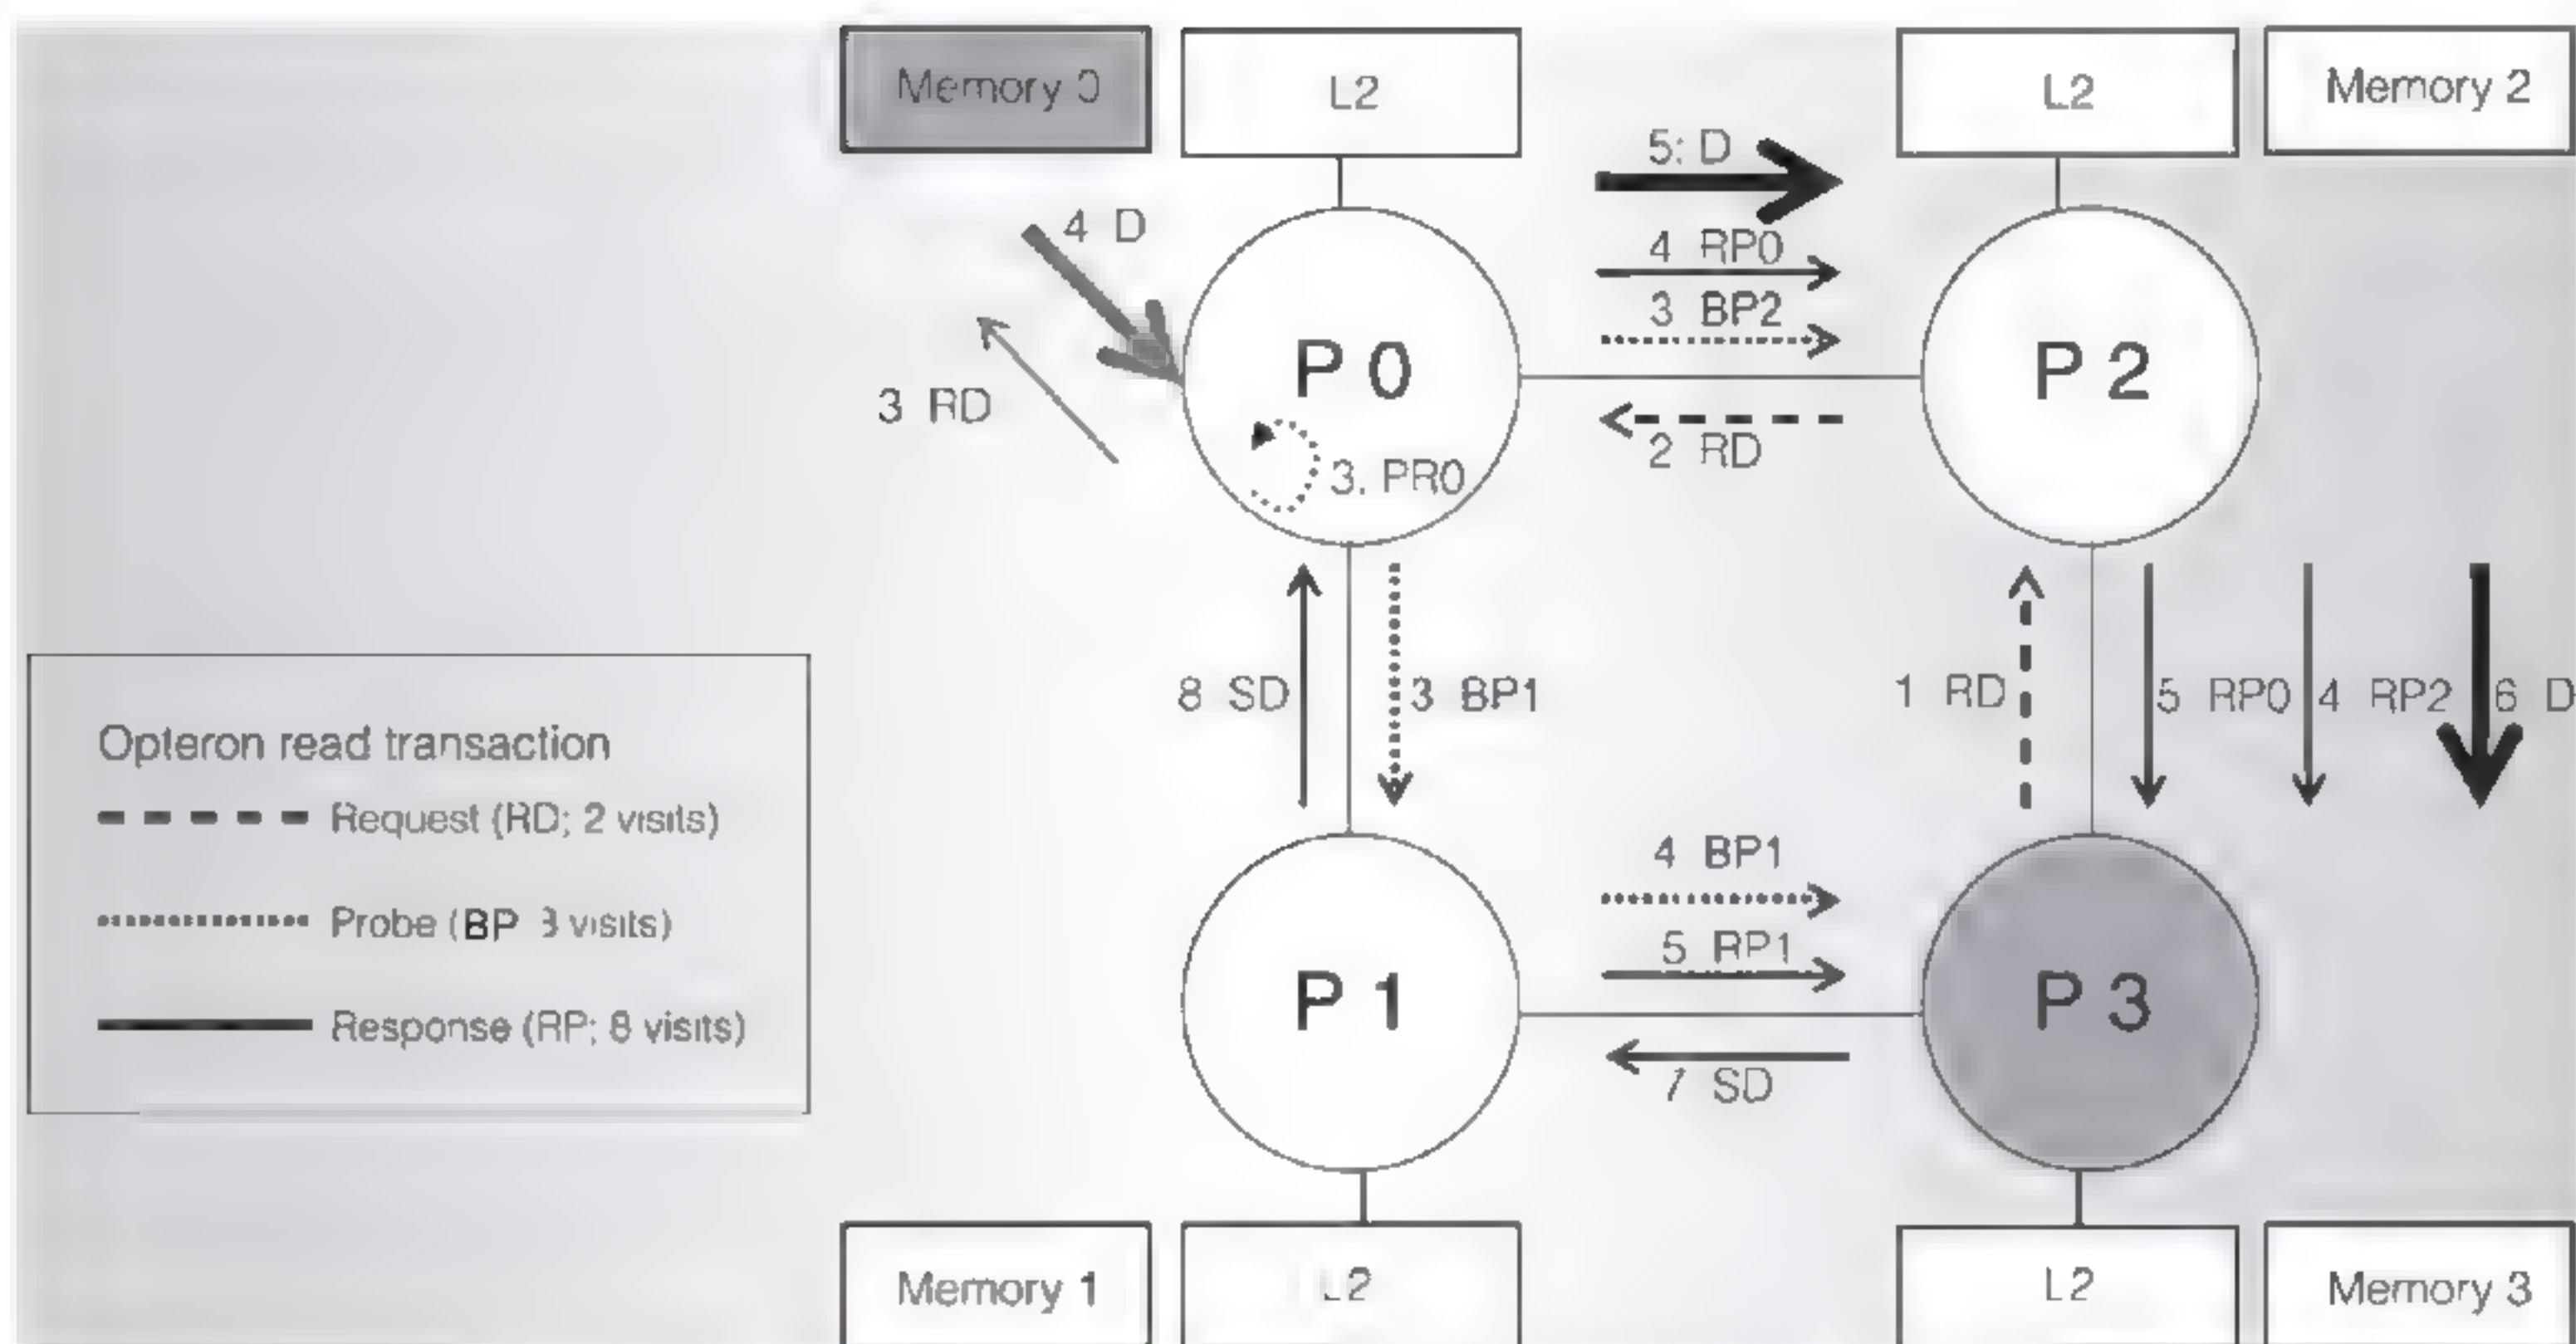 Memory 0
L2
L2
Memory 2
5: D
4 D
4 RP0
3 BP2
P 0
P 2
3 RD
2 RD
3. PR0
8 SD
3 BP1
1 RD
5 RP0
4 RP2
6 D
Opteron read transaction
Request (RD; 2 visits)
Probe (BP 3 visits)
Response (RP; 8 visits)
4 BP1
5 RP1
P 1
P 3
7 SD
Memory 1
L2
L2
Memory 3